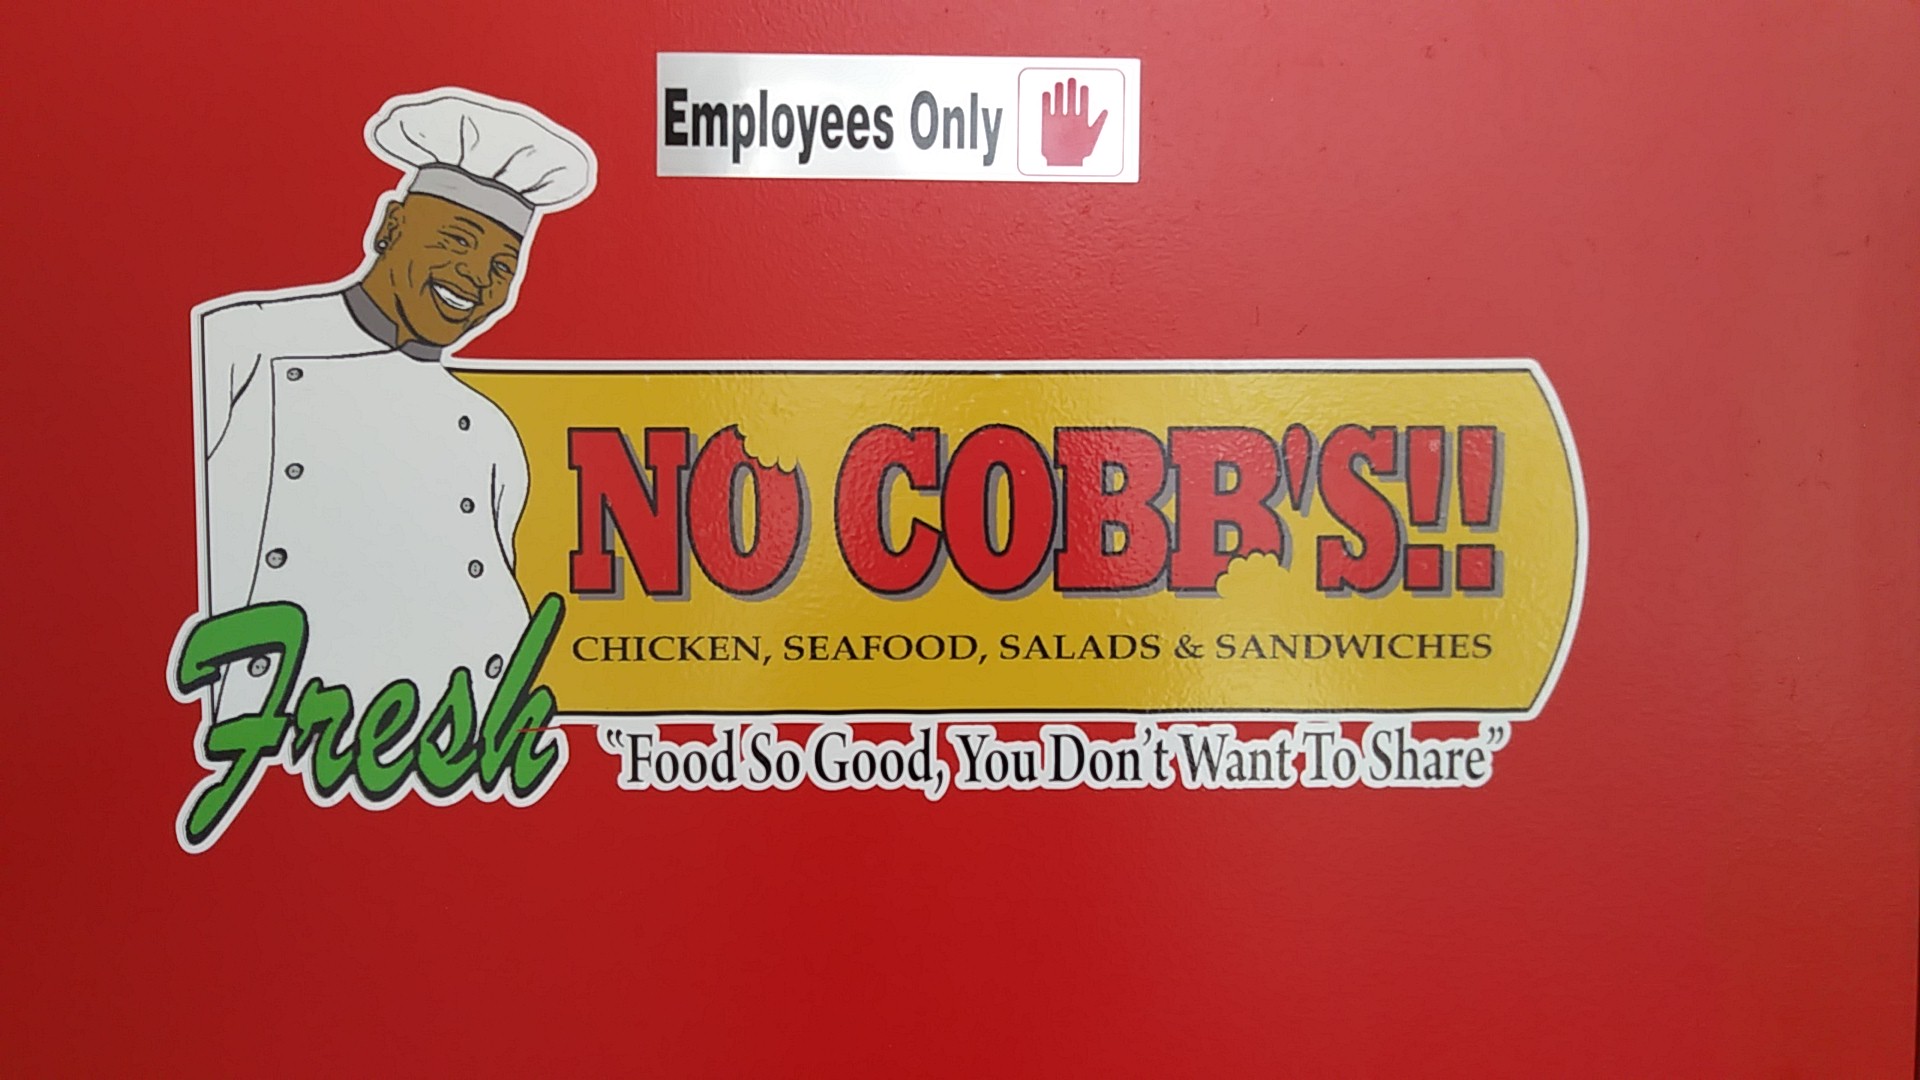 Employees Only
NO COBB'S!!
CHICKEN, SEAFOOD, SALADS & SANDWICHES
Fresh
"Food So Good, You Don't Want To Share"